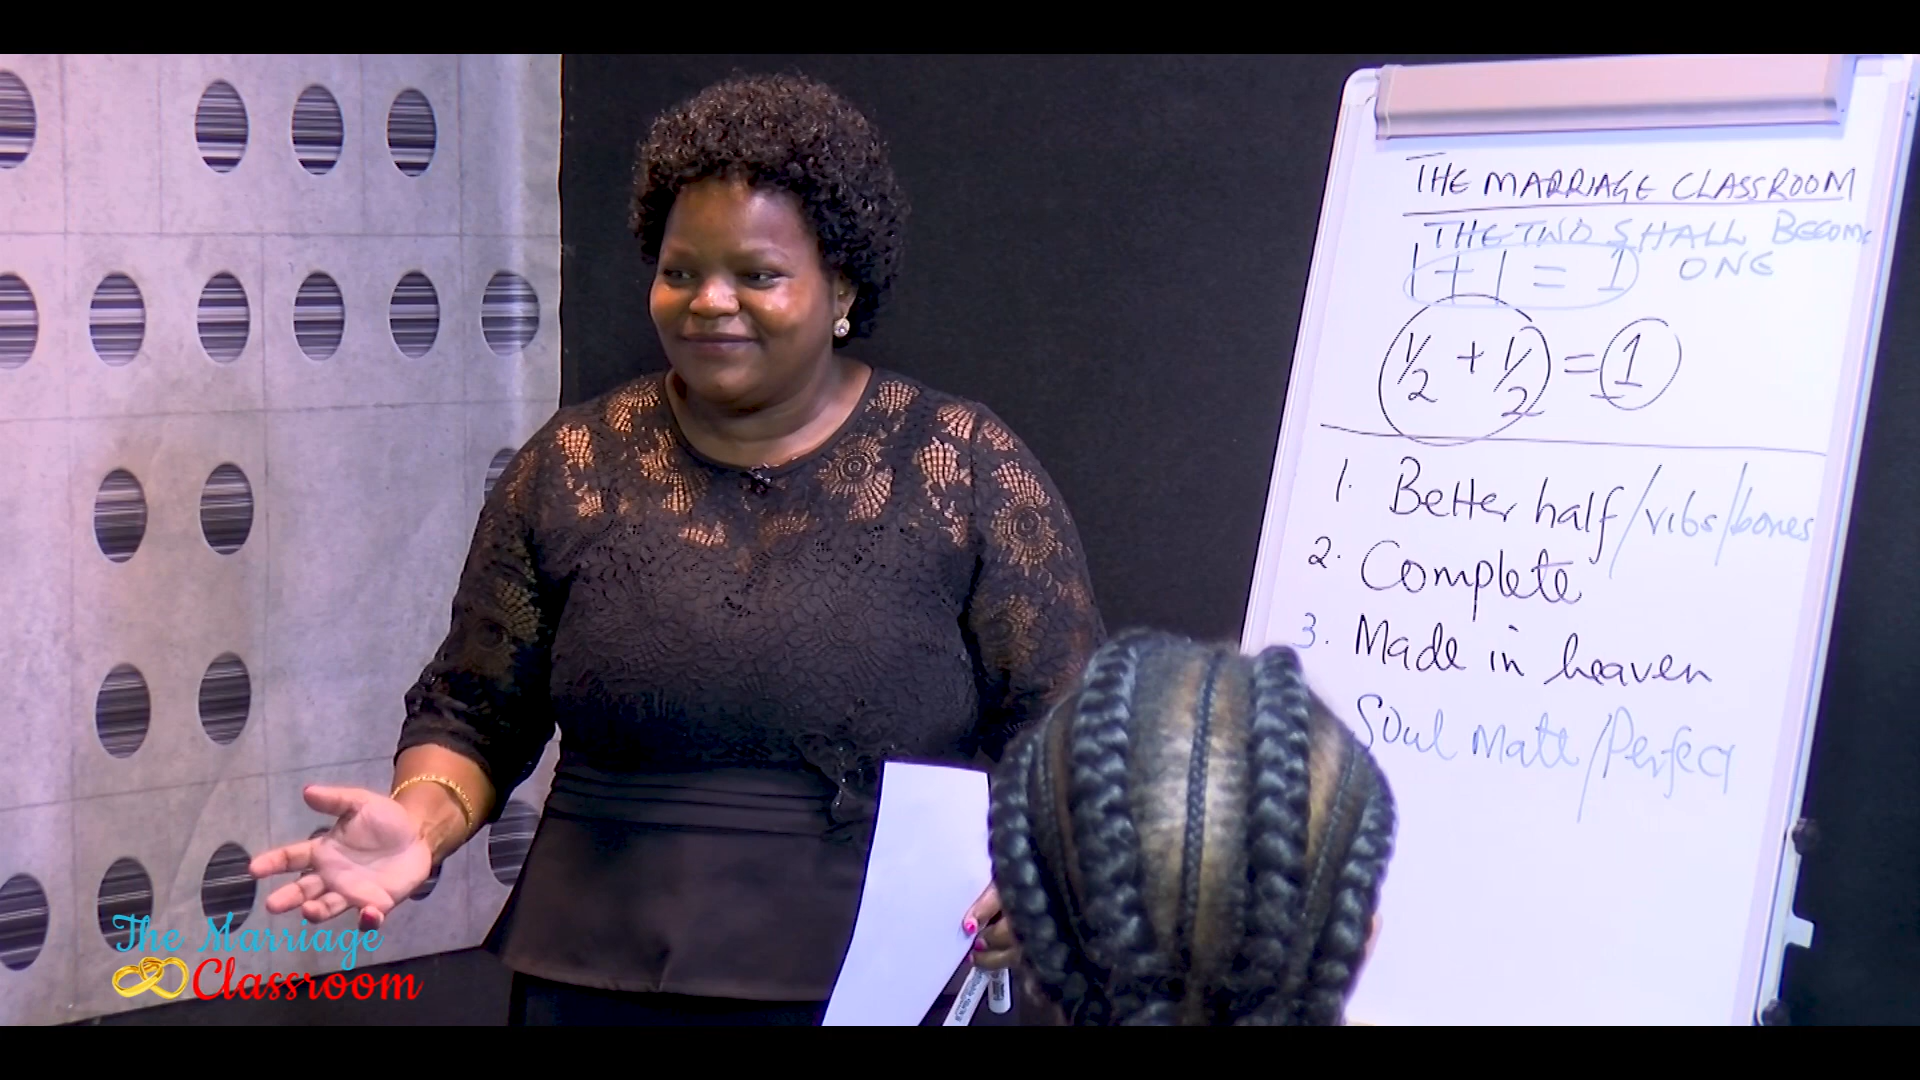 THE MARRIAGE CLASSROOM
THE TWO SHALL BECOME
1 + 1 = 1 ONE
1/2 + 1/2 = 1
1. Better half/ribs/bones
2. Complete
3. Made in heaven
Soul Mate/Perfect
The Marriage
Classroom